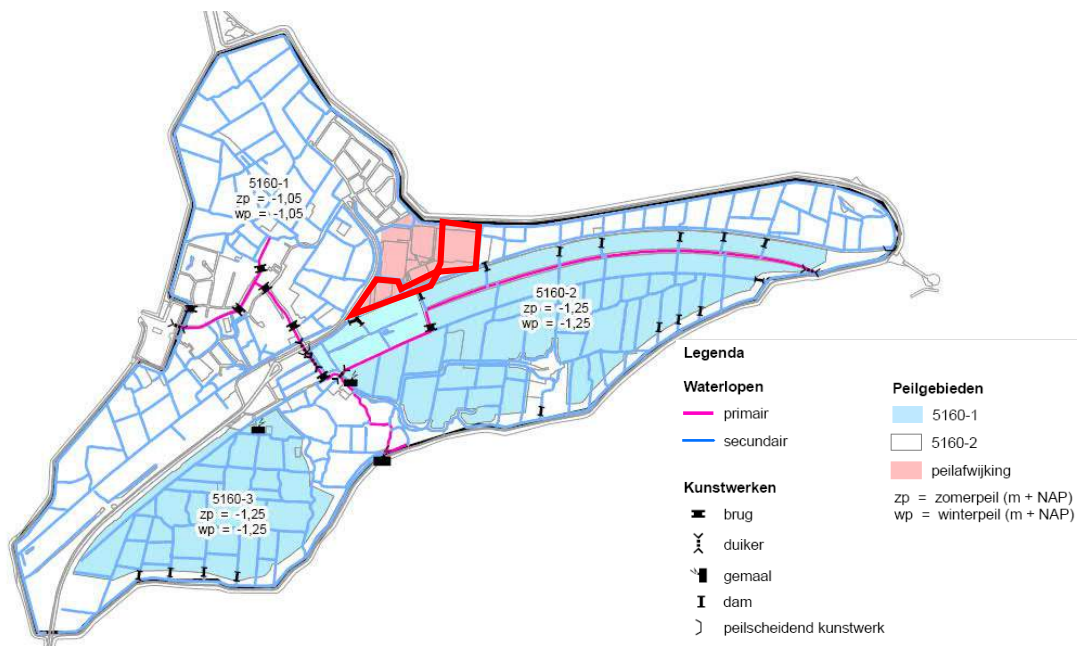 5160-1
zp = -1,05
wp = -1,05
5160-2
zp = -1,25
wp = -1,25
5160-3
zp = -1,25
wp = -1,25
Legenda
Waterlopen
primair
secundair
Kunstwerken
brug
duiker
gemaal
dam
peilscheidend kunstwerk
Peilgebieden
5160-1
5160-2
peilafwijking
zp = zomerpeil (m + NAP)
wp = winterpeil (m + NAP)